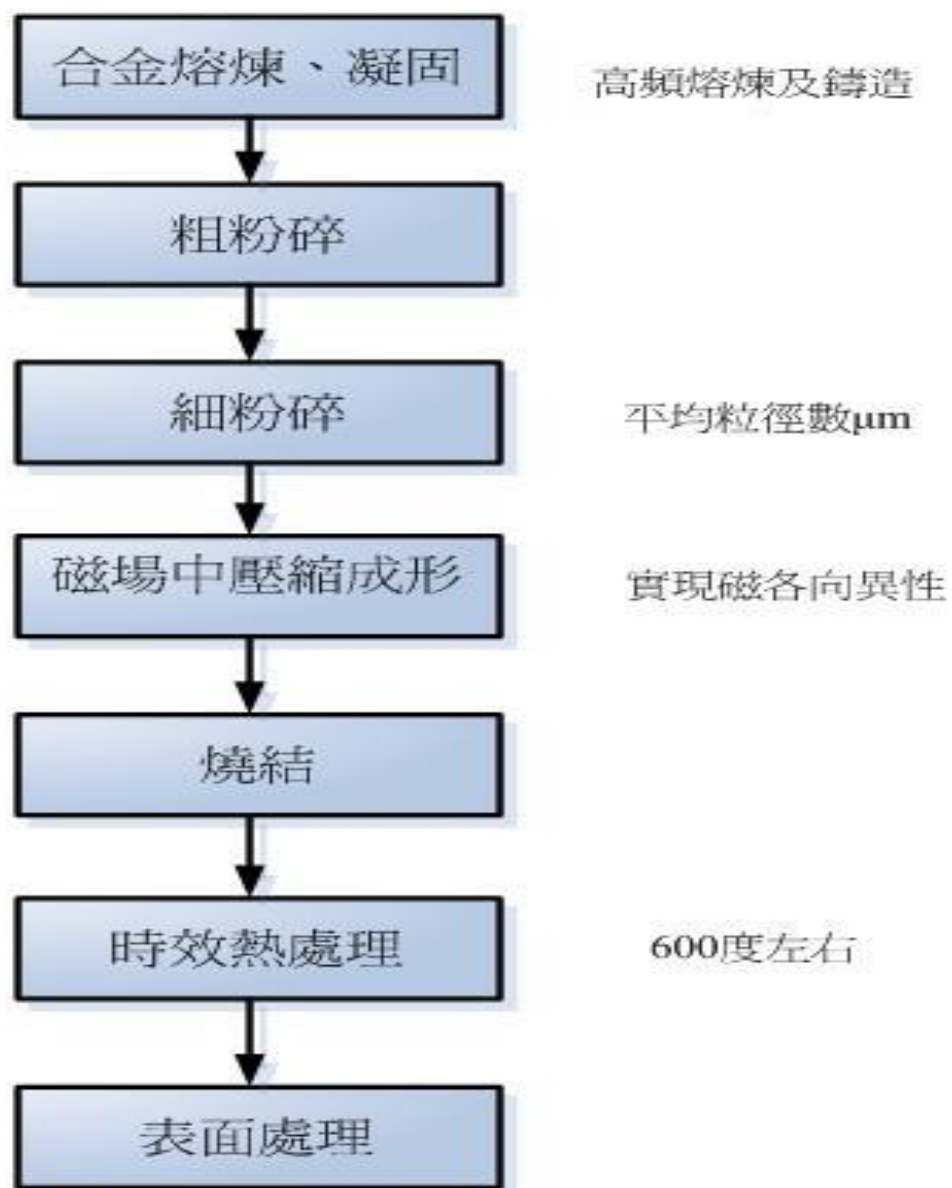 合金熔煉、凝固
高頻熔煉及鑄造
粗粉碎
細粉碎
平均粒徑數μm
磁場中壓縮成形
實現磁各向異性
燒結
時效熱處理
600度左右
表面處理